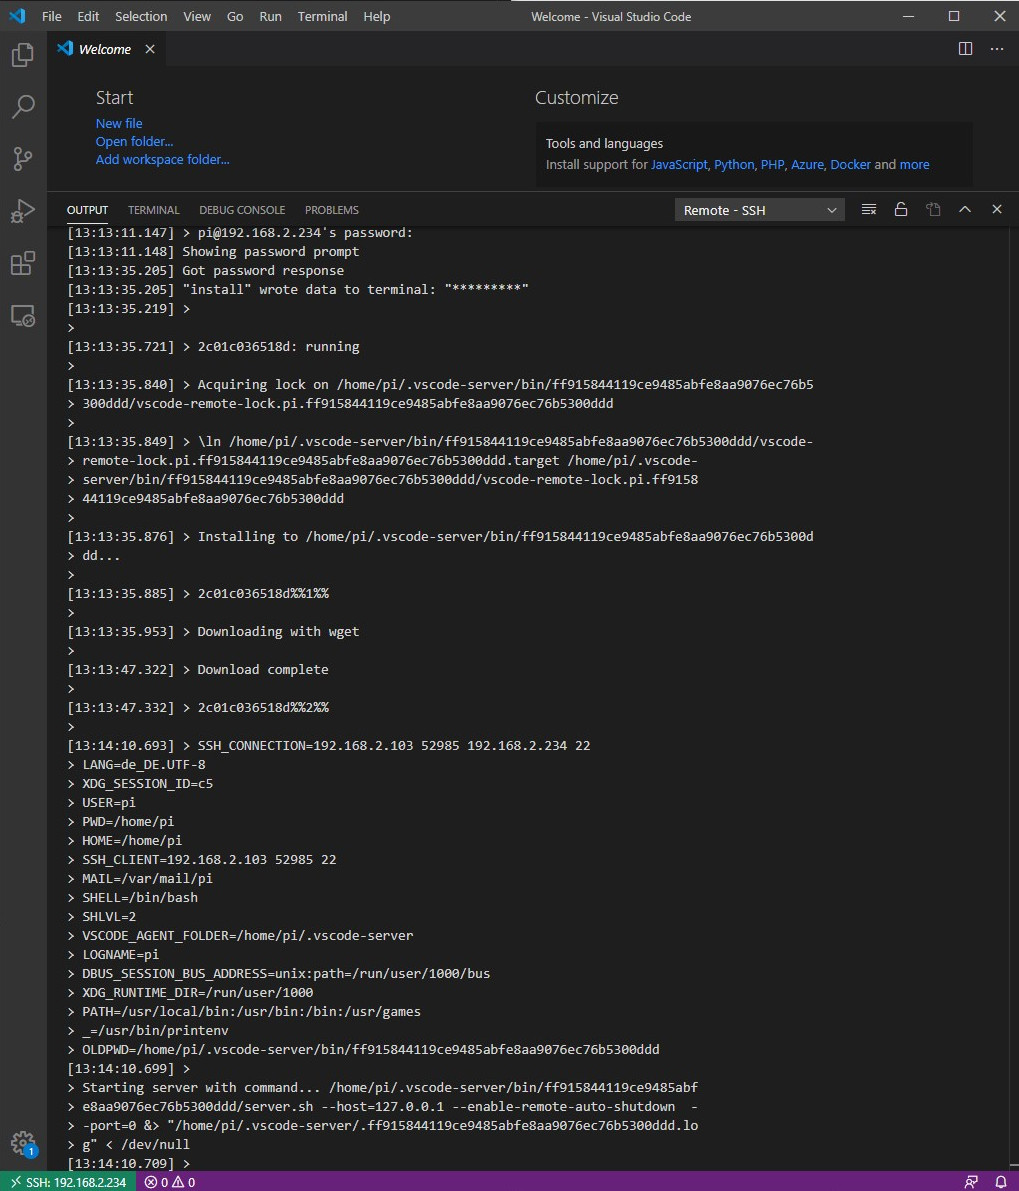 File Edit Selection View Go Run Terminal Help Welcome - Visual Studio Code
Welcome
Start
New file
Open folder...
Add workspace folder...
Customize
Tools and languages
Install support for JavaScript, Python, PHP, Azure, Docker and more
OUTPUT TERMINAL DEBUG CONSOLE PROBLEMS Remote - SSH
[13:13:11.147] > pi@192.168.2.234's password:
[13:13:11.148] Showing password prompt
[13:13:35.205] Got password response
[13:13:35.205] "install" wrote data to terminal: "*********"
[13:13:35.219] >
>
[13:13:35.721] > 2c01c036518d: running
>
[13:13:35.840] > Acquiring lock on /home/pi/.vscode-server/bin/ff915844119ce9485abfe8aa9076ec76b5
> 300ddd/vscode-remote-lock.pi.ff915844119ce9485abfe8aa9076ec76b5300ddd
>
[13:13:35.849] > \ln /home/pi/.vscode-server/bin/ff915844119ce9485abfe8aa9076ec76b5300ddd/vscode-
> remote-lock.pi.ff915844119ce9485abfe8aa9076ec76b5300ddd.target /home/pi/.vscode-
> server/bin/ff915844119ce9485abfe8aa9076ec76b5300ddd/vscode-remote-lock.pi.ff9158
> 44119ce9485abfe8aa9076ec76b5300ddd
>
[13:13:35.876] > Installing to /home/pi/.vscode-server/bin/ff915844119ce9485abfe8aa9076ec76b5300d
> dd...
>
[13:13:35.885] > 2c01c036518d%%1%%
>
[13:13:35.953] > Downloading with wget
>
[13:13:47.322] > Download complete
>
[13:13:47.332] > 2c01c036518d%%2%%
>
[13:14:10.693] > SSH_CONNECTION=192.168.2.103 52985 192.168.2.234 22
> LANG=de_DE.UTF-8
> XDG_SESSION_ID=c5
> USER=pi
> PWD=/home/pi
> HOME=/home/pi
> SSH_CLIENT=192.168.2.103 52985 22
> MAIL=/var/mail/pi
> SHELL=/bin/bash
> SHLVL=2
> VSCODE_AGENT_FOLDER=/home/pi/.vscode-server
> LOGNAME=pi
> DBUS_SESSION_BUS_ADDRESS=unix:path=/run/user/1000/bus
> XDG_RUNTIME_DIR=/run/user/1000
> PATH=/usr/local/bin:/usr/bin:/bin:/usr/games
> _=/usr/bin/printenv
> OLDPWD=/home/pi/.vscode-server/bin/ff915844119ce9485abfe8aa9076ec76b5300ddd
[13:14:10.699] >
> Starting server with command... /home/pi/.vscode-server/bin/ff915844119ce9485abf
> e8aa9076ec76b5300ddd/server.sh --host=127.0.0.1 --enable-remote-auto-shutdown  -
> -port=0 &> "/home/pi/.vscode-server/.ff915844119ce9485abfe8aa9076ec76b5300ddd.lo
> g" < /dev/null
[13:14:10.709] >
1
SSH: 192.168.2.234 0 0